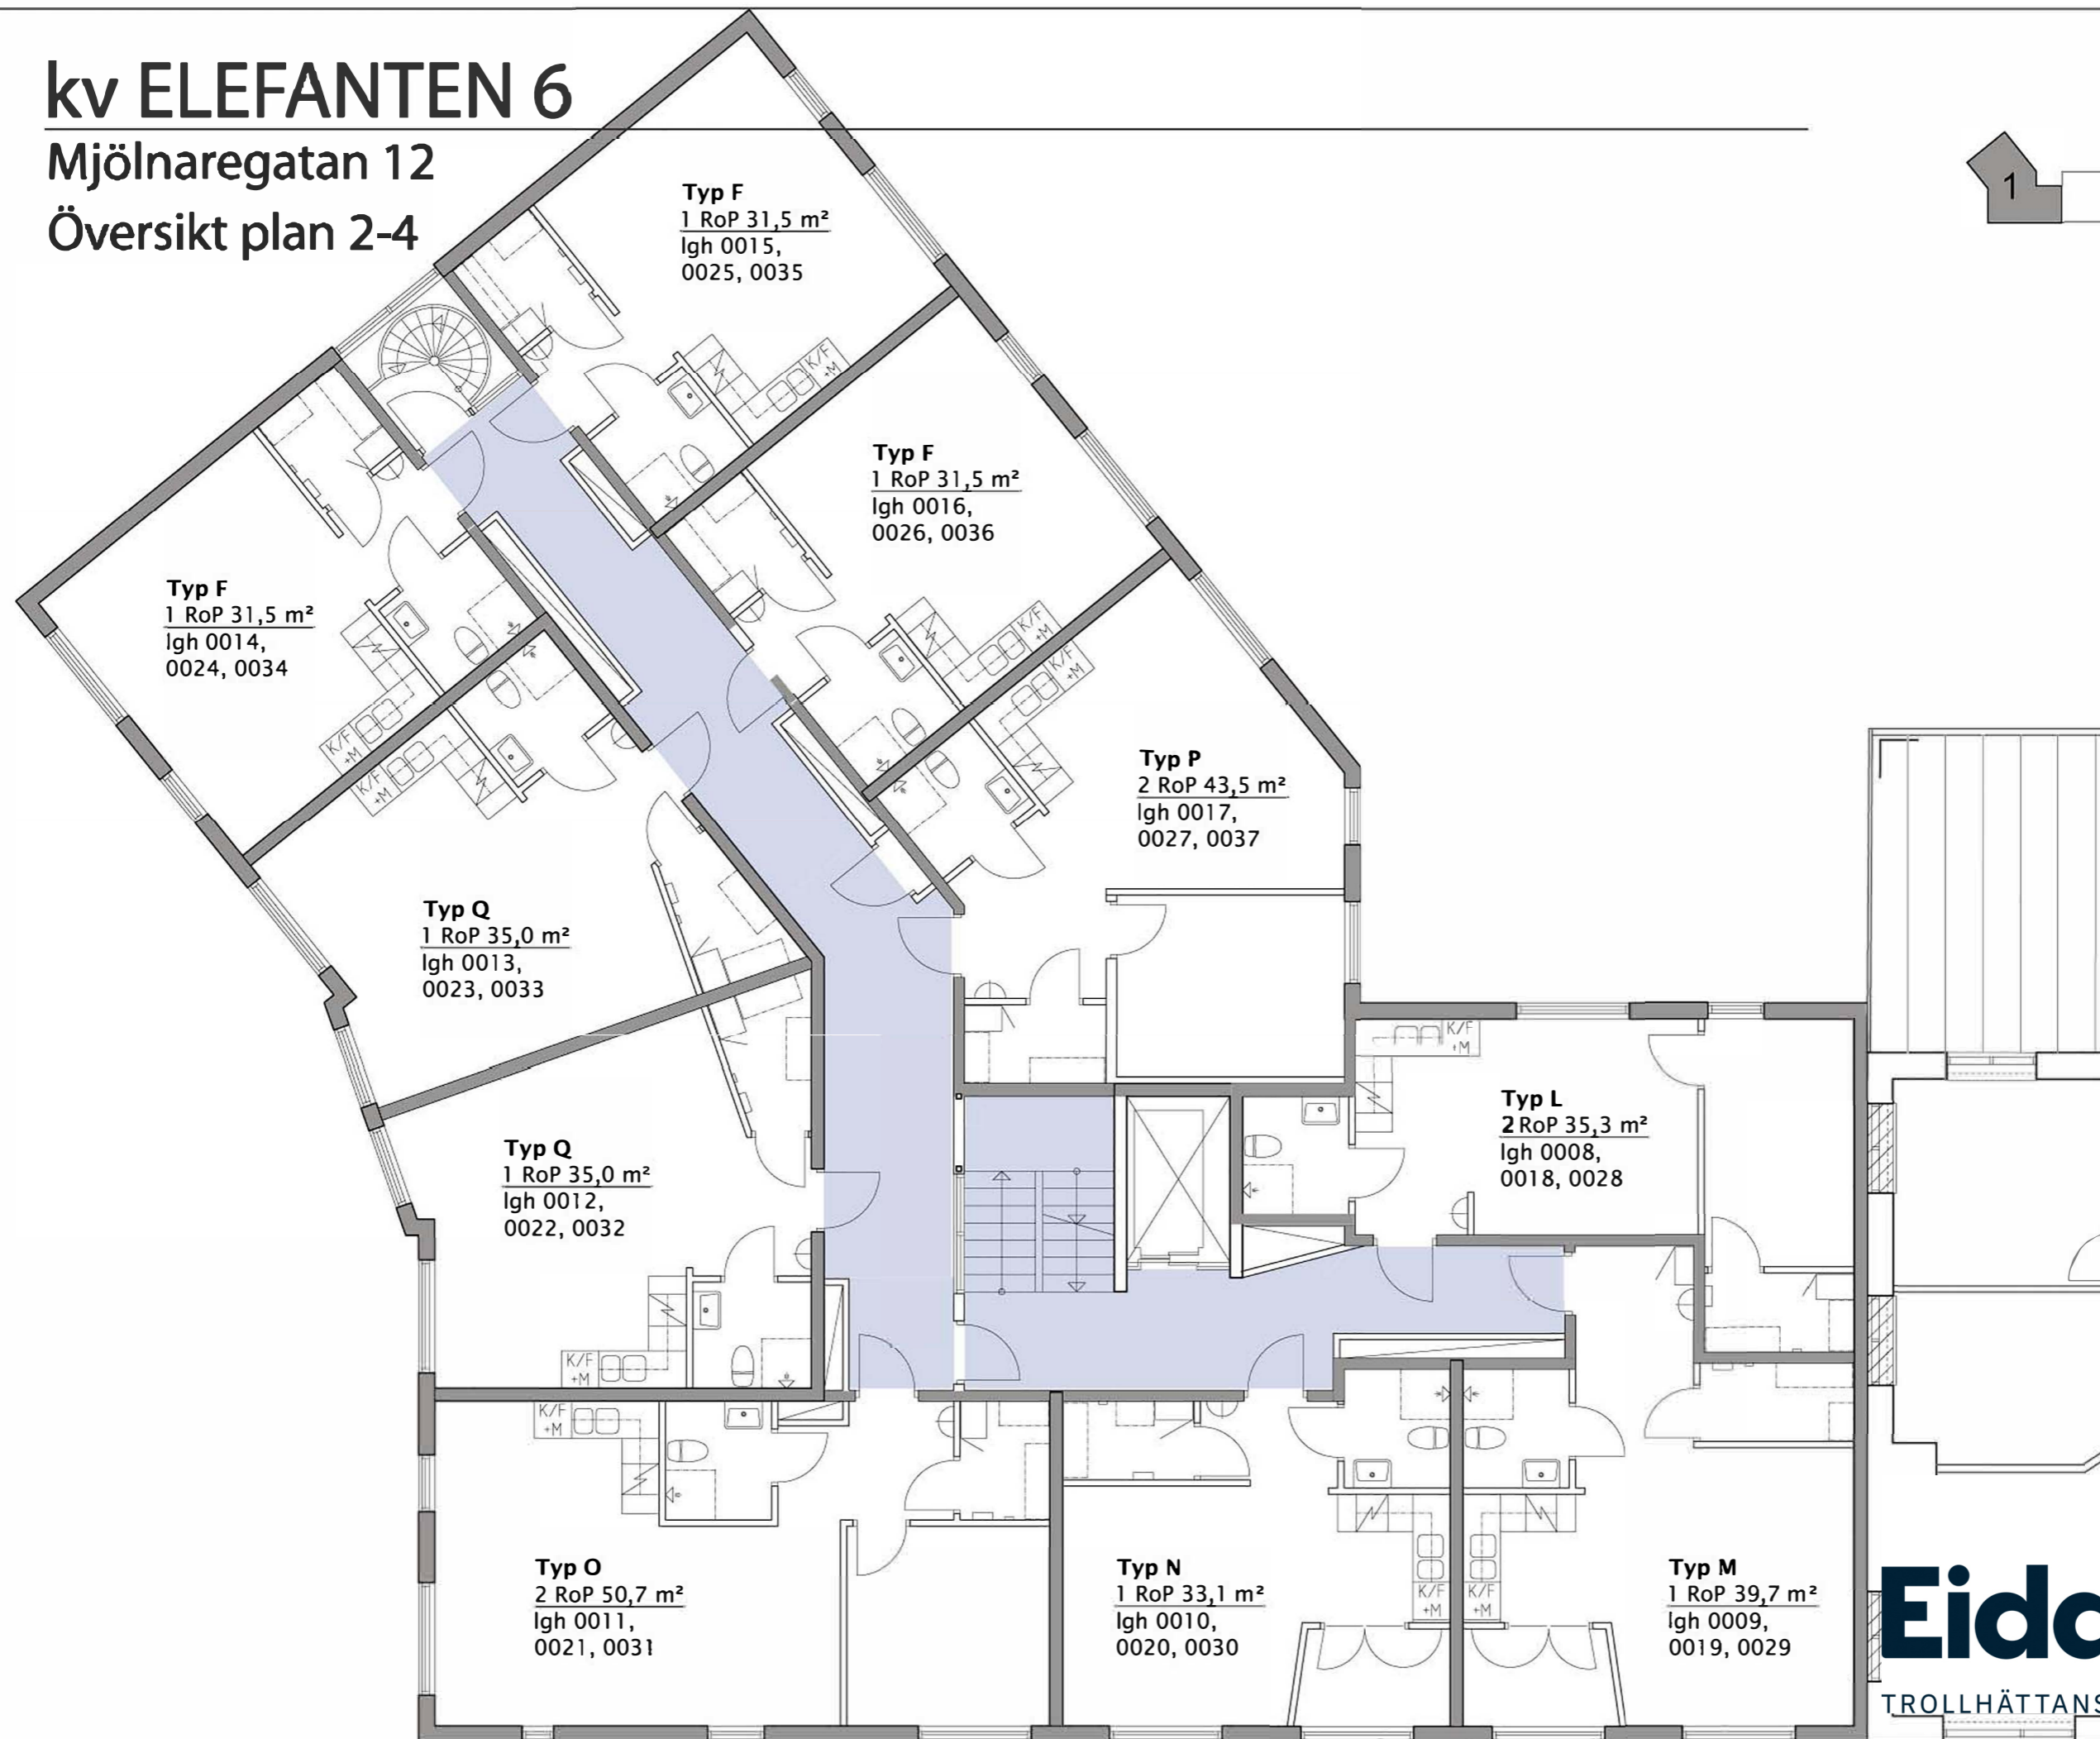 kv ELEFANTEN 6
Mjölnaregatan 12
Översikt plan 2-4
1
Typ F
1 RoP 31,5 m²
lgh 0015,
0025, 0035
K/F
+M
Typ F
1 RoP 31,5 m²
lgh 0016,
0026, 0036
K/F
+M
Typ F
1 RoP 31,5 m²
lgh 0014,
0024, 0034
K/F
+M
K/F
+M
K/F
+M
Typ P
2 RoP 43,5 m²
lgh 0017,
0027, 0037
Typ Q
1 RoP 35,0 m²
lgh 0013,
0023, 0033
K/F
+M
Typ L
2 RoP 35,3 m²
lgh 0008,
0018, 0028
Typ Q
1 RoP 35,0 m²
lgh 0012,
0022, 0032
K/F
+M
K/F
+M
Typ O
2 RoP 50,7 m²
lgh 0011,
0021, 0031
Typ N
1 RoP 33,1 m²
lgh 0010,
0020, 0030
K/F
+M
K/F
+M
Typ M
1 RoP 39,7 m²
lgh 0009,
0019, 0029
Eida
TROLLHÄTTANS